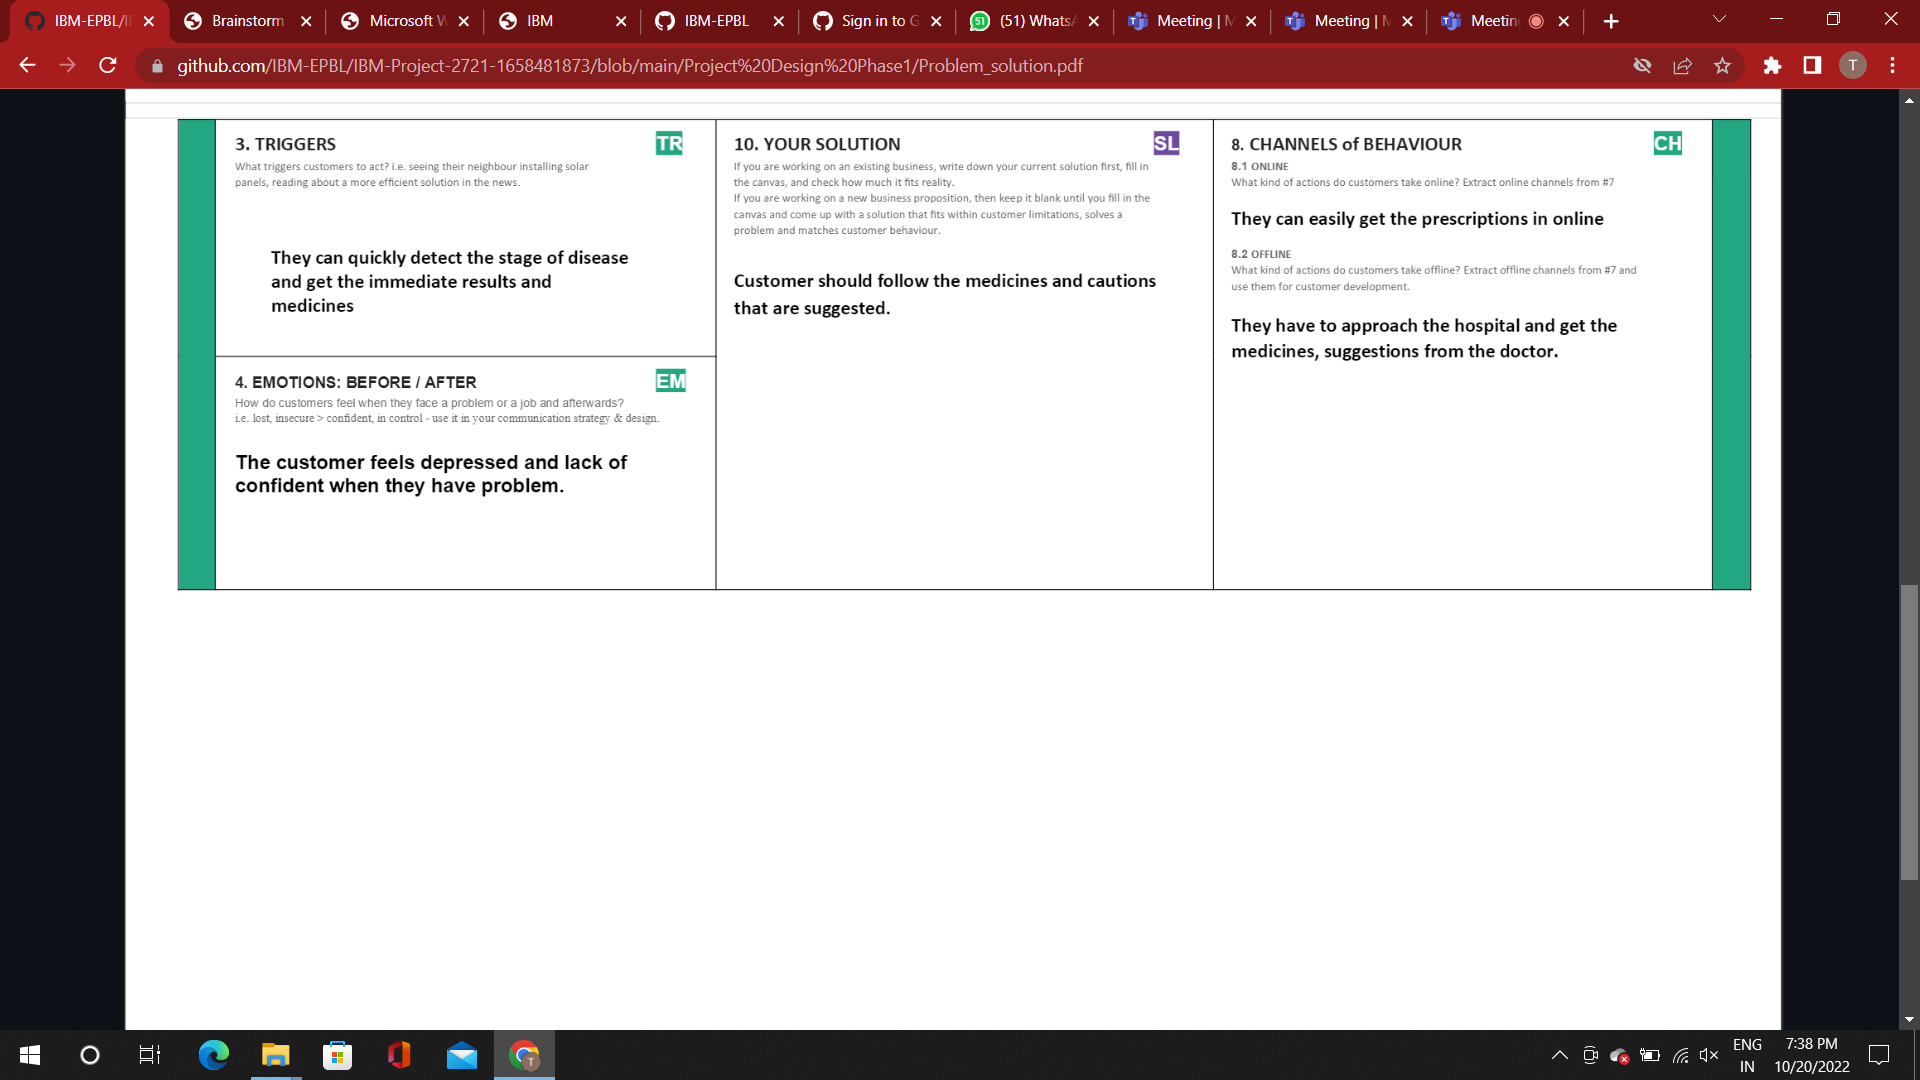 IBM-EPBL/I
Brainstorm
Microsoft W
IBM
IBM-EPBL
Sign in to G
(51) WhatsA
Meeting | M
Meeting | M
Meetin
github.com/IBM-EPBL/IBM-Project-2721-1658481873/blob/main/Project%20Design%20Phase1/Problem_solution.pdf
T
3. TRIGGERS
TR
What triggers customers to act? i.e. seeing their neighbour installing solar
panels, reading about a more efficient solution in the news.
They can quickly detect the stage of disease
and get the immediate results and
medicines
4. EMOTIONS: BEFORE / AFTER
EM
How do customers feel when they face a problem or a job and afterwards?
i.e. lost, insecure > confident, in control - use it in your communication strategy & design.
The customer feels depressed and lack of
confident when they have problem.
10. YOUR SOLUTION
SL
If you are working on an existing business, write down your current solution first, fill in
the canvas, and check how much it fits reality.
If you are working on a new business proposition, then keep it blank until you fill in the
canvas and come up with a solution that fits within customer limitations, solves a
problem and matches customer behaviour.
Customer should follow the medicines and cautions
that are suggested.
8. CHANNELS of BEHAVIOUR
CH
8.1 ONLINE
What kind of actions do customers take online? Extract online channels from #7
They can easily get the prescriptions in online
8.2 OFFLINE
What kind of actions do customers take offline? Extract offline channels from #7 and
use them for customer development.
They have to approach the hospital and get the
medicines, suggestions from the doctor.
ENG
IN
7:38 PM
10/20/2022